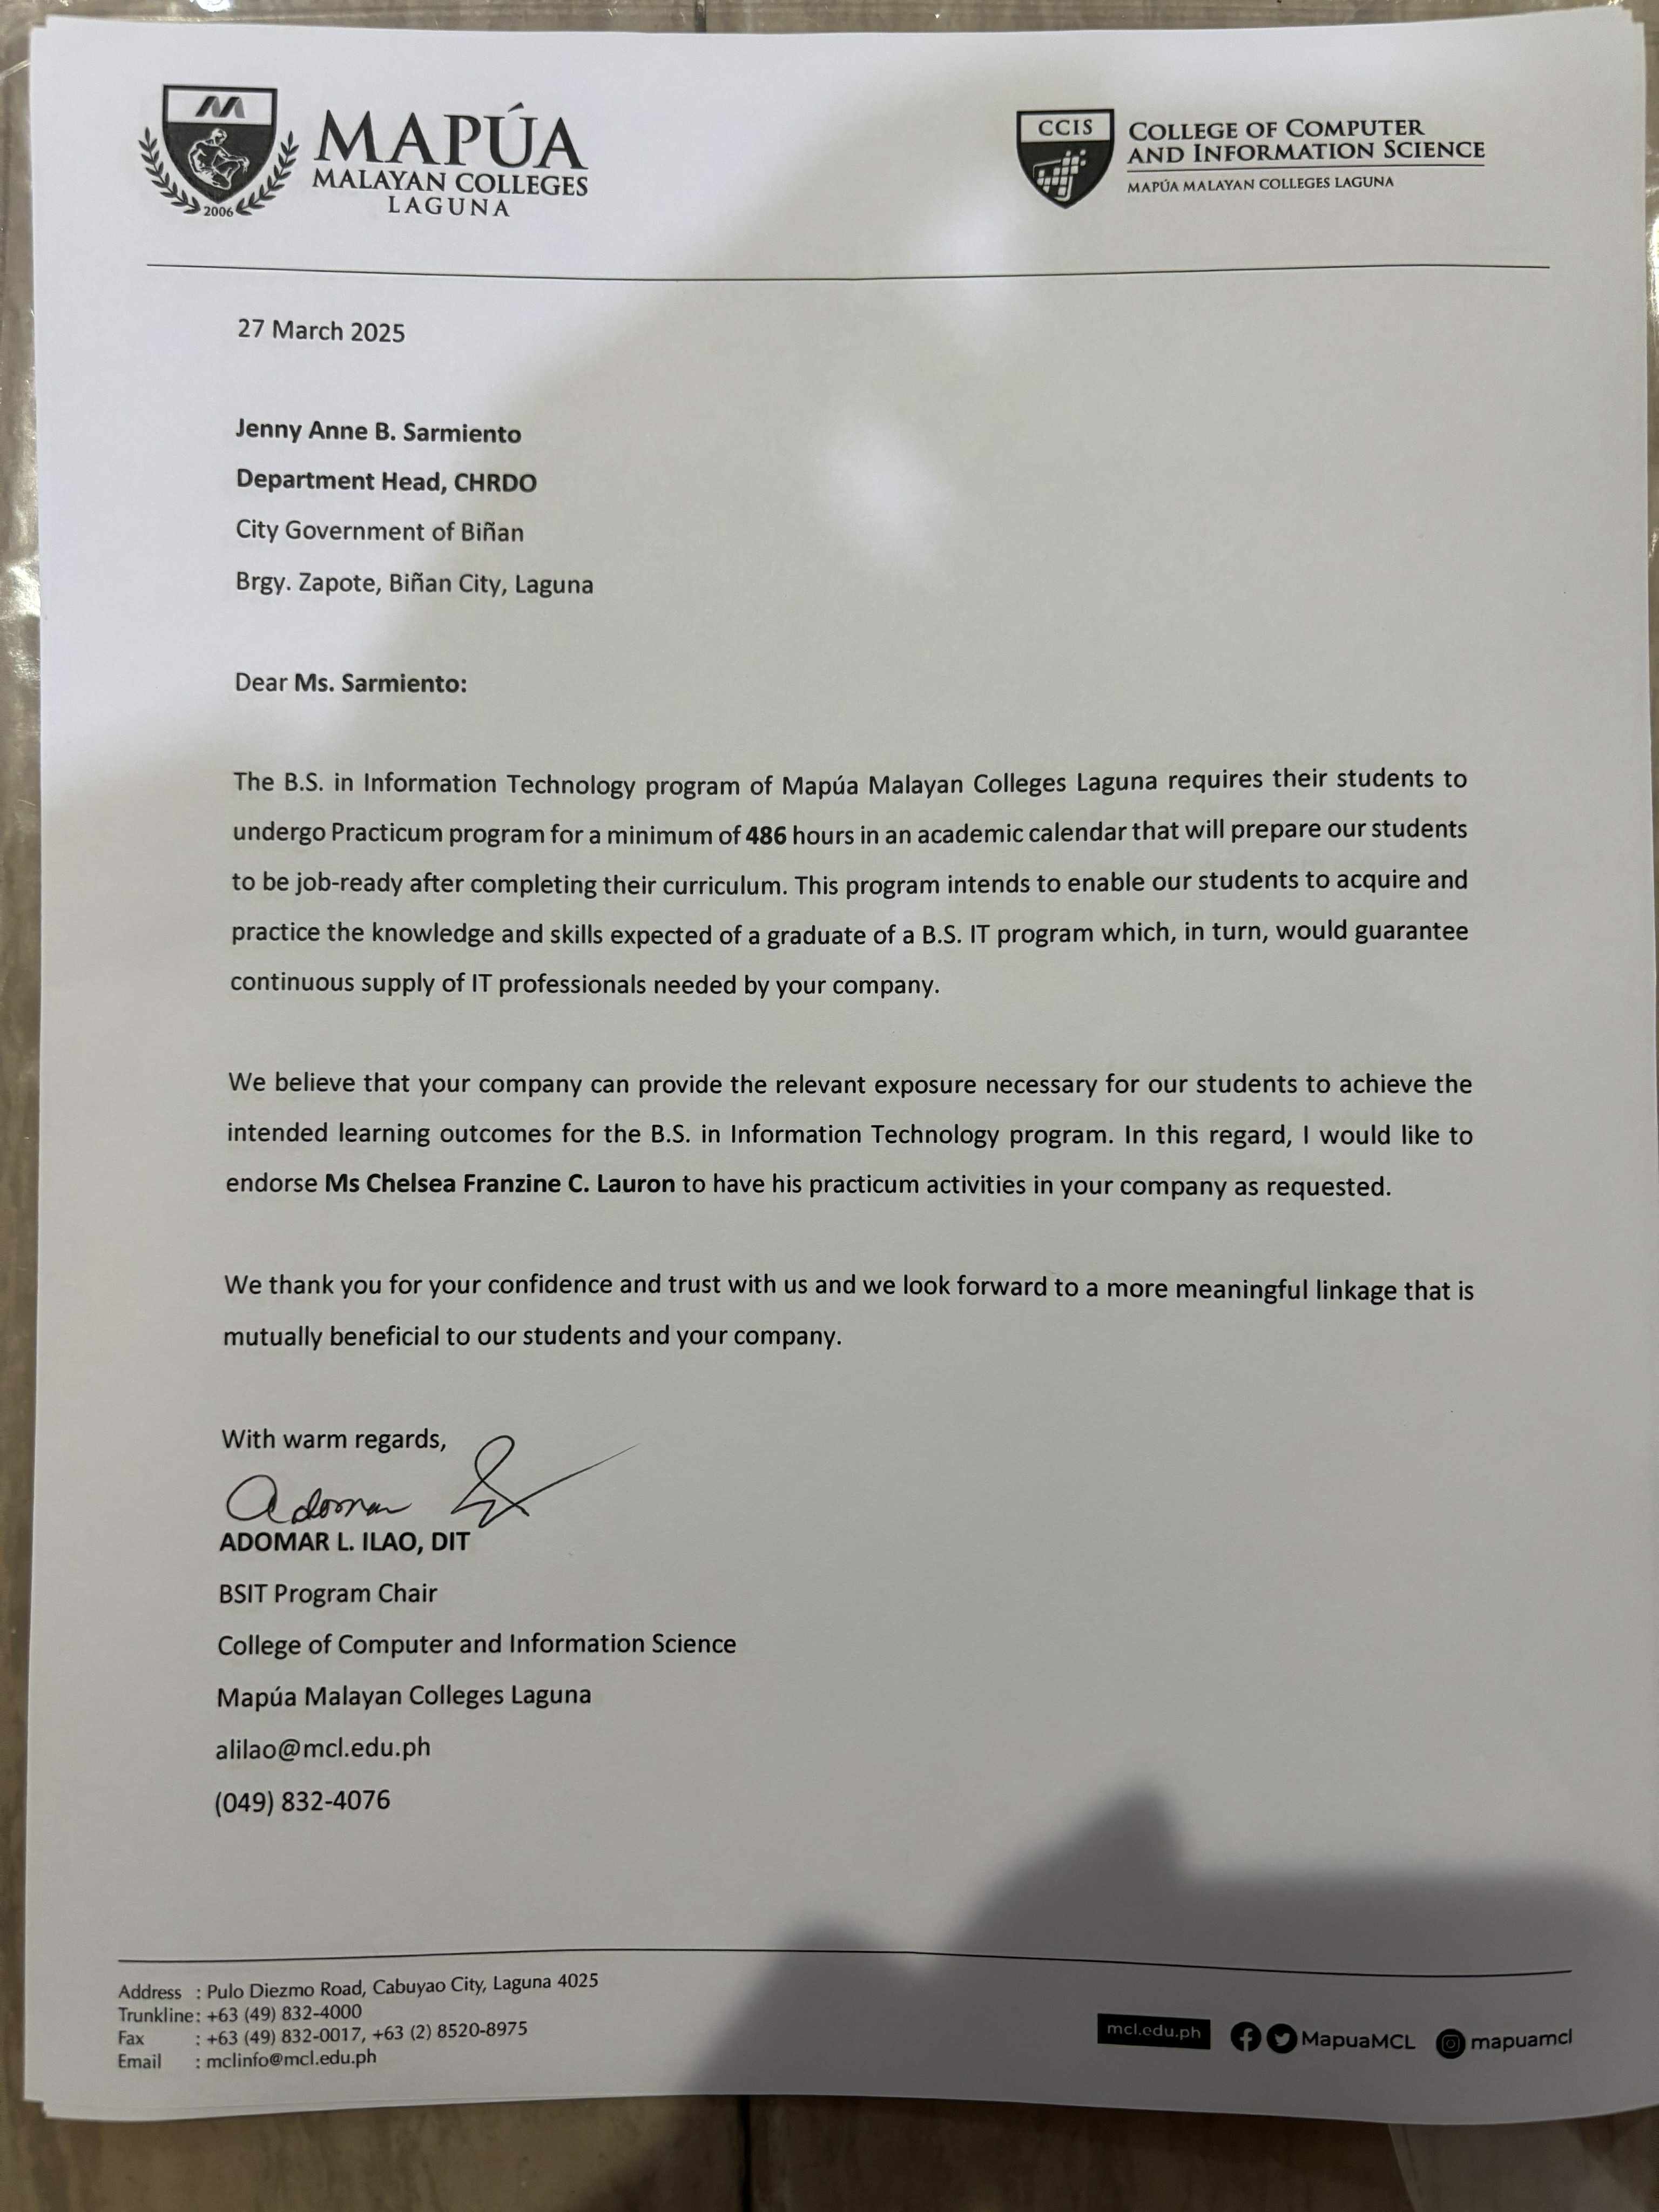 MAPÚA
MALAYAN COLLEGES
LAGUNA
2006
CCIS
COLLEGE OF COMPUTER
AND INFORMATION SCIENCE
MAPÚA MALAYAN COLLEGES LAGUNA
27 March 2025
Jenny Anne B. Sarmiento
Department Head, CHRDO
City Government of Biñan
Brgy. Zapote, Biñan City, Laguna
Dear Ms. Sarmiento:
The B.S. in Information Technology program of Mapúa Malayan Colleges Laguna requires their students to
undergo Practicum program for a minimum of 486 hours in an academic calendar that will prepare our students
to be job-ready after completing their curriculum. This program intends to enable our students to acquire and
practice the knowledge and skills expected of a graduate of a B.S. IT program which, in turn, would guarantee
continuous supply of IT professionals needed by your company.
We believe that your company can provide the relevant exposure necessary for our students to achieve the
intended learning outcomes for the B.S. in Information Technology program. In this regard, I would like to
endorse Ms Chelsea Franzine C. Lauron to have his practicum activities in your company as requested.
We thank you for your confidence and trust with us and we look forward to a more meaningful linkage that is
mutually beneficial to our students and your company.
With warm regards,
Adomar
ADOMAR L. ILAO, DIT
BSIT Program Chair
College of Computer and Information Science
Mapúa Malayan Colleges Laguna
alilao@mcl.edu.ph
(049) 832-4076
Address : Pulo Diezmo Road, Cabuyao City, Laguna 4025
Trunkline: +63 (49) 832-4000
Fax : +63 (49) 832-0017, +63 (2) 8520-8975
Email : mclinfo@mcl.edu.ph
mcl.edu.ph MapuaMCL mapuamcl